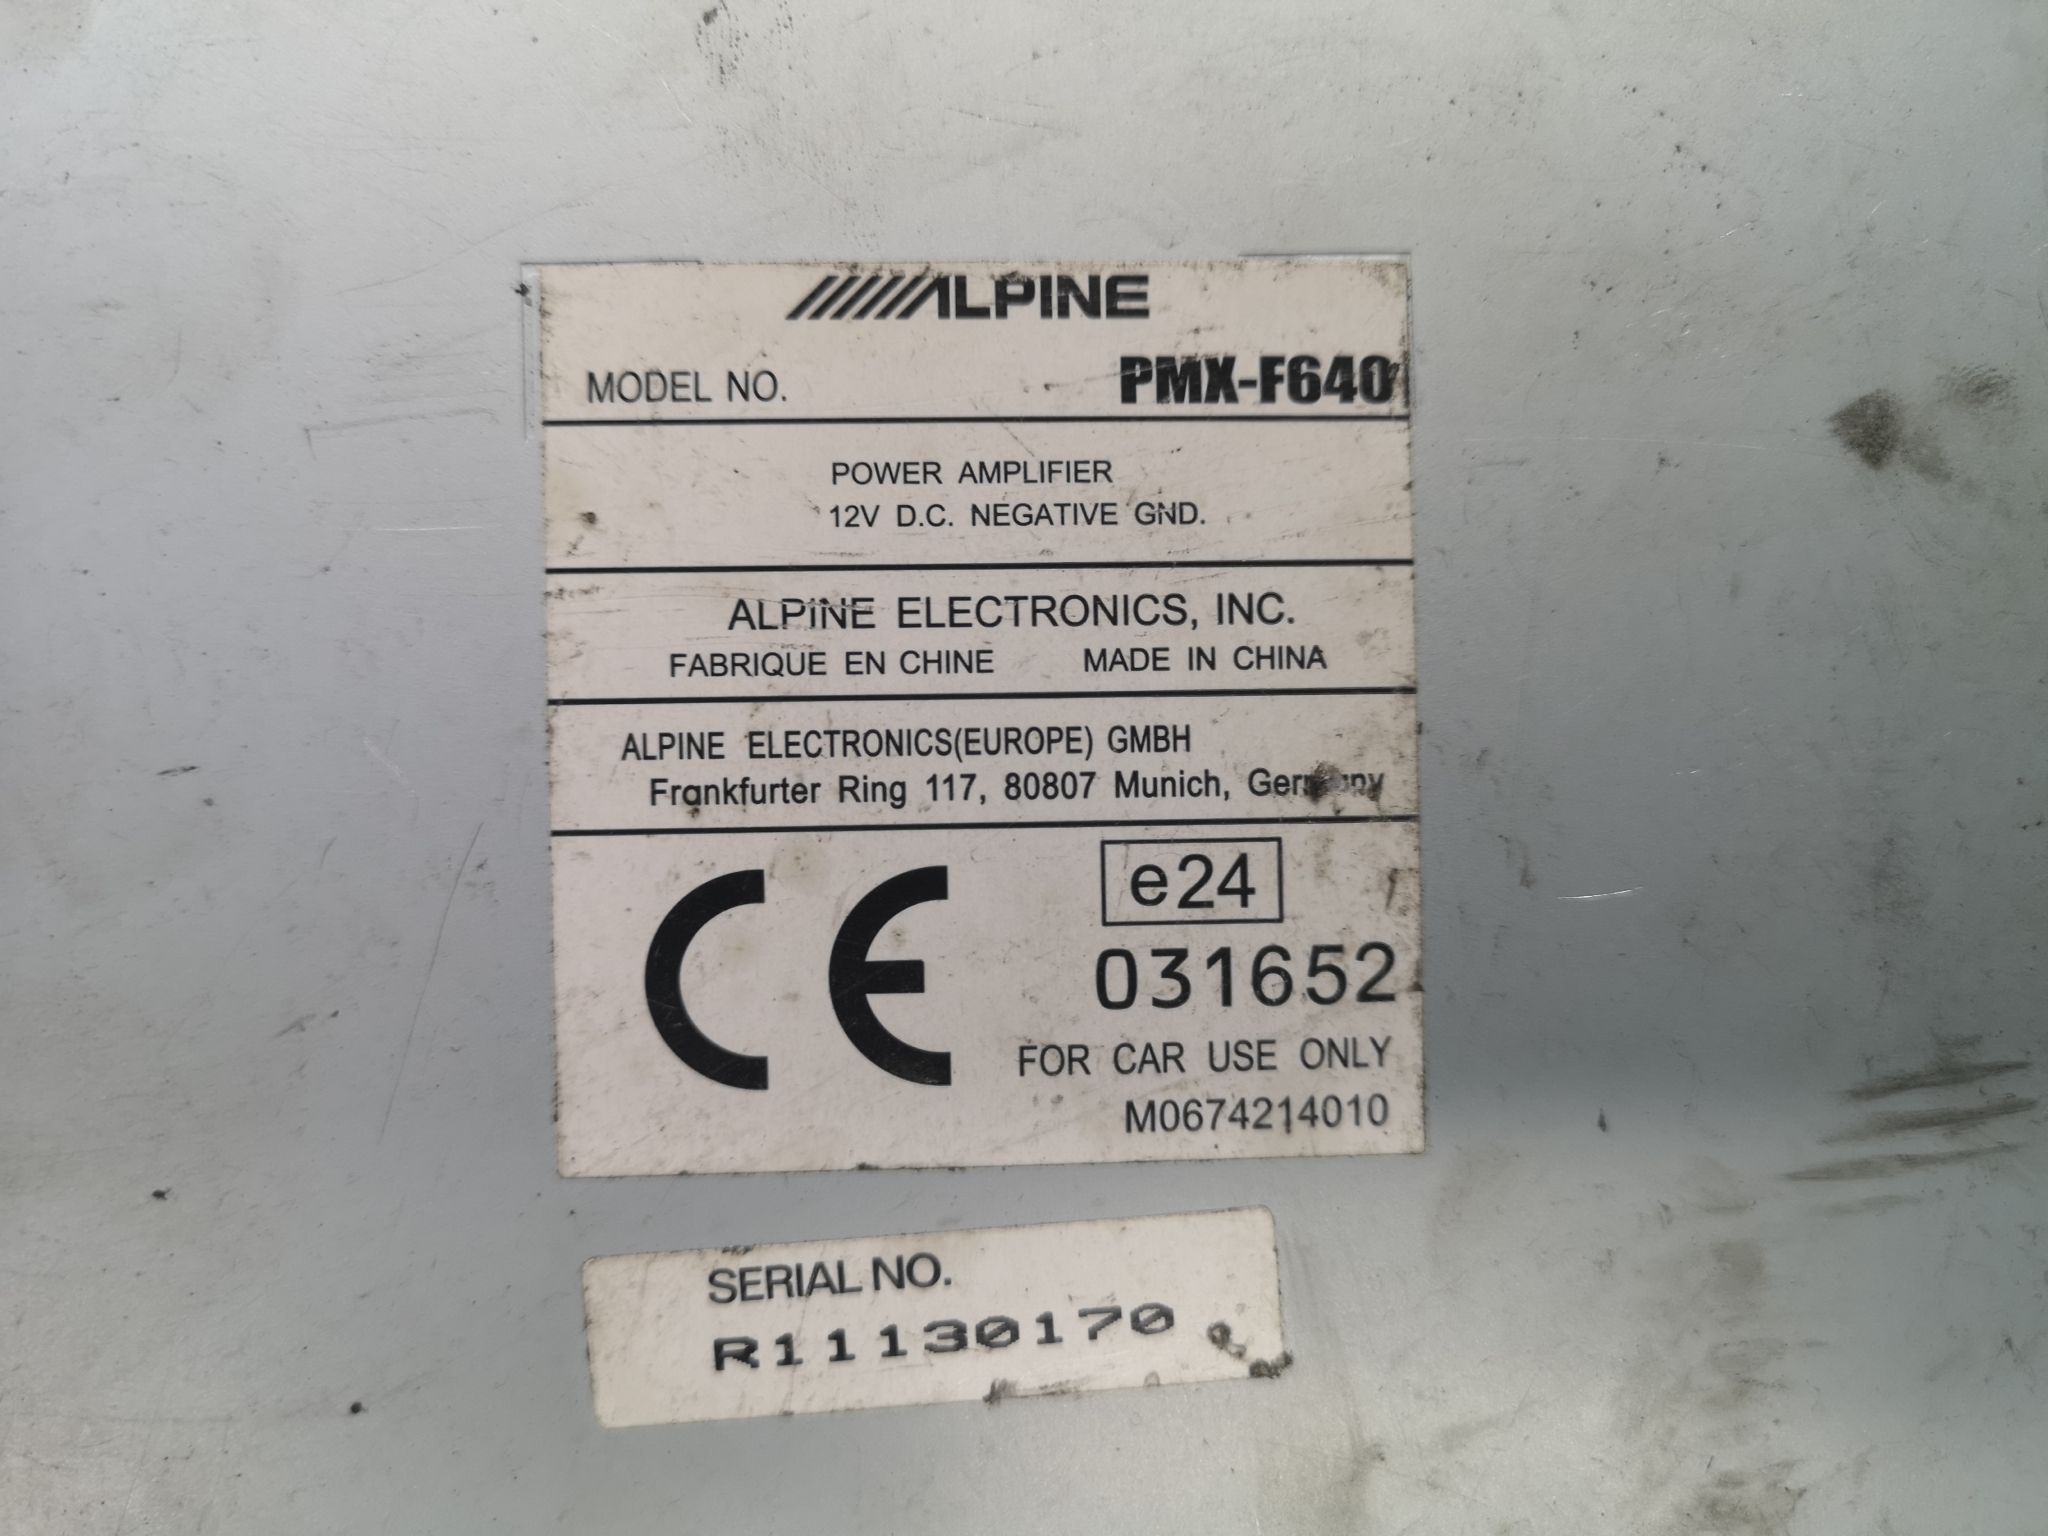 ALPINE
MODEL NO. PMX-F640
POWER AMPLIFIER
12V D.C. NEGATIVE GND.
ALPINE ELECTRONICS, INC.
FABRIQUE EN CHINE MADE IN CHINA
ALPINE ELECTRONICS(EUROPE) GMBH
Frankfurter Ring 117, 80807 Munich, Germany
CE e24
031652
FOR CAR USE ONLY
M0674214010
SERIAL NO.
R11130170